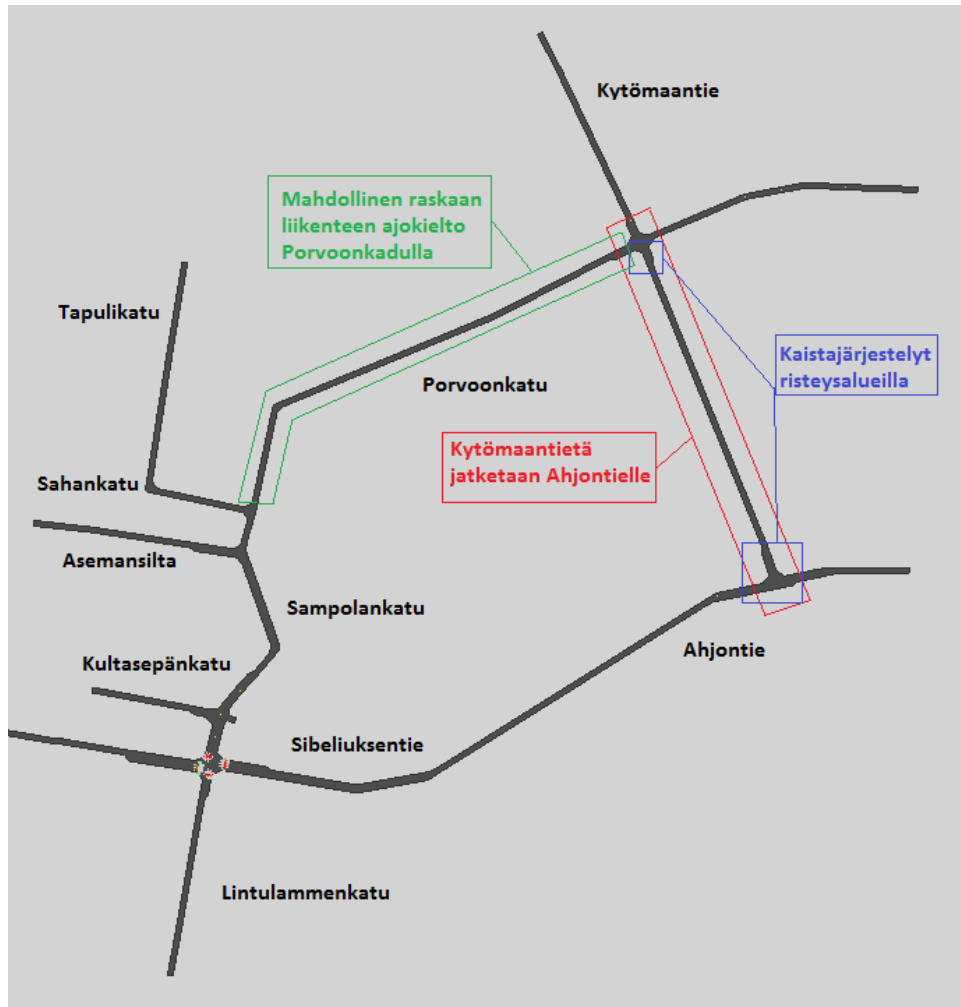 Kytömaantie
Mahdollinen raskaan
liikenteen ajokielto
Porvoonkadulla
Tapulikatu
Kaistajärjestelyt
risteysalueilla
Porvoonkatu
Kytömaantietä
jatketaan Ahjontielle
Sahankatu
Asemansilta
Sampolankatu
Ahjontie
Kultasepänkatu
Sibeliuksentie
Lintulammenkatu